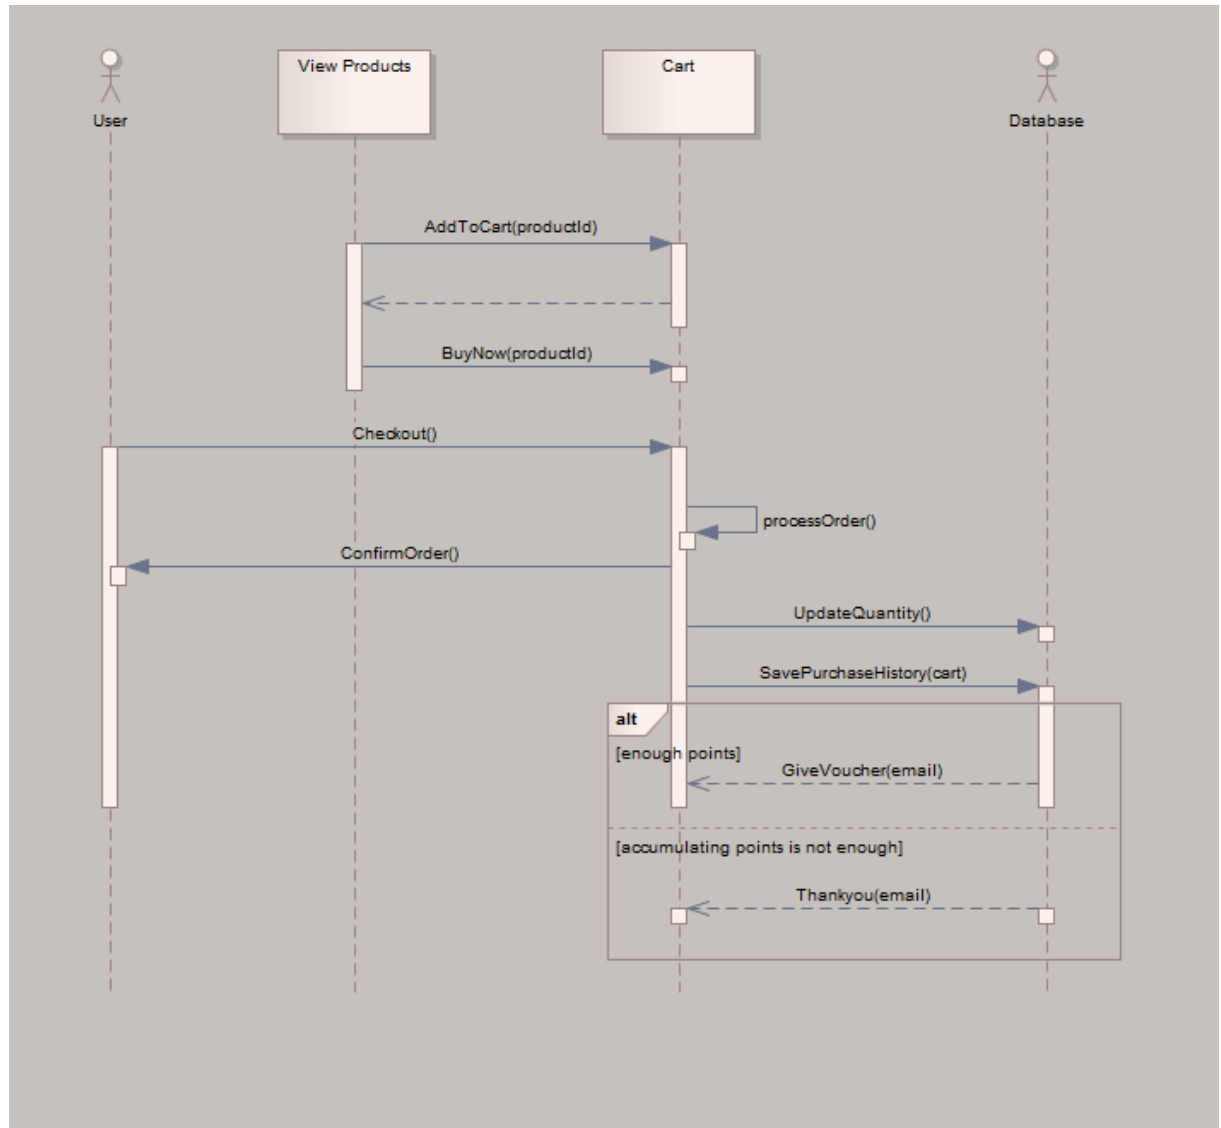 View Products
Cart
User
Database
AddToCart(productId)
BuyNow(productId)
Checkout()
processOrder()
ConfirmOrder()
UpdateQuantity()
SavePurchaseHistory(cart)
alt
[enough points]
GiveVoucher(email)
[accumulating points is not enough]
Thankyou(email)